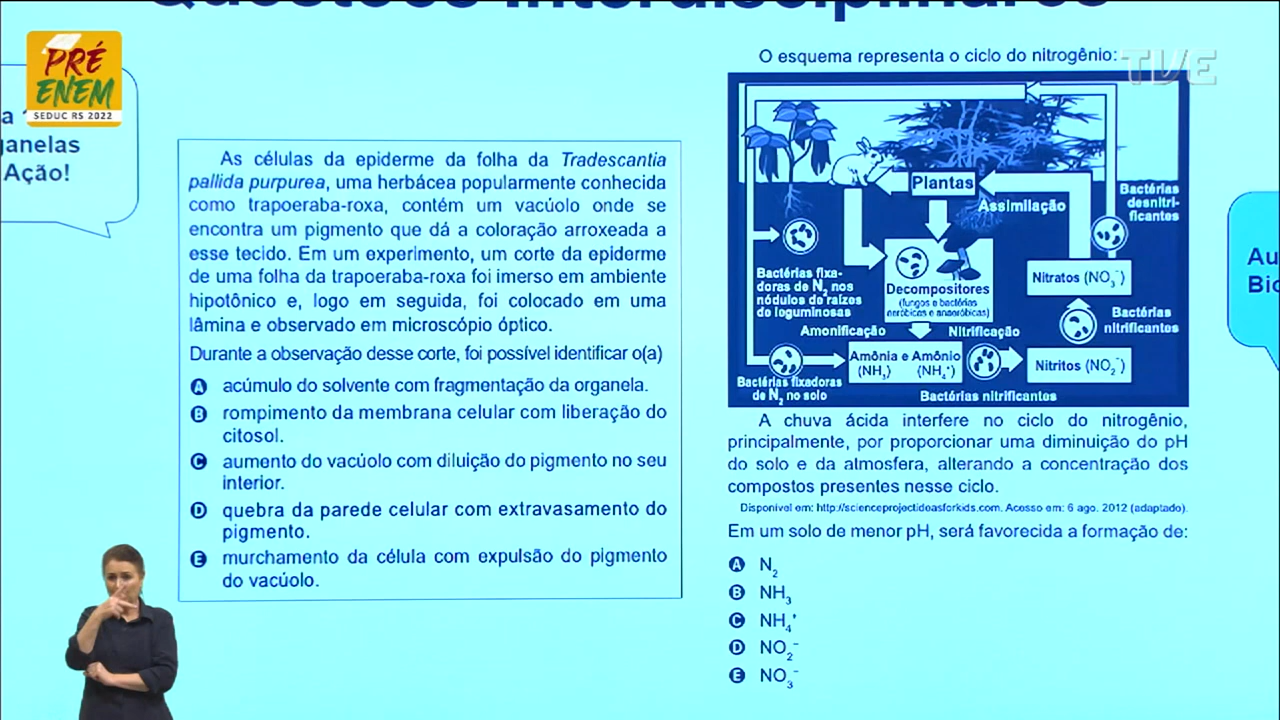 Questões Interdisciplinares
PRÉ
ENEM
SEDUC RS 2022
TVE
ganelas
Ação!
As células da epiderme da folha da Tradescantia
pallida purpurea, uma herbácea popularmente conhecida
como trapoeraba-roxa, contém um vacúolo onde se
encontra um pigmento que dá a coloração arroxeada a
esse tecido. Em um experimento, um corte da epiderme
de uma folha da trapoeraba-roxa foi imerso em ambiente
hipotônico e, logo em seguida, foi colocado em uma
lâmina e observado em microscópio óptico.
Durante a observação desse corte, foi possível identificar o(a)
A acúmulo do solvente com fragmentação da organela.
B rompimento da membrana celular com liberação do
citosol.
C aumento do vacúolo com diluição do pigmento no seu
interior.
D quebra da parede celular com extravasamento do
pigmento.
E murchamento da célula com expulsão do pigmento
do vacúolo.
O esquema representa o ciclo do nitrogênio:
Plantas
Assimilação
Bactérias
desnitri-
ficantes
Bactérias fixa-
doras de N₂ nos
nódulos de raízes
de leguminosas
Decompositores
(fungos e bactérias
aeróbicas e anaeróbicas)
Nitratos (NO₃⁻)
Bactérias
nitrificantes
Amonificação
Nitrificação
Amônia e Amônio
(NH₃) (NH₄⁺)
Nitritos (NO₂⁻)
Bactérias fixadoras
de N₂ no solo
Bactérias nitrificantes
A chuva ácida interfere no ciclo do nitrogênio,
principalmente, por proporcionar uma diminuição do pH
do solo e da atmosfera, alterando a concentração dos
compostos presentes nesse ciclo.
Disponível em: http://scienceprojectideasforkids.com. Acesso em: 6 ago. 2012 (adaptado).
Em um solo de menor pH, será favorecida a formação de:
A N₂
B NH₃
C NH₄⁺
D NO₂⁻
E NO₃⁻
Au
Bio